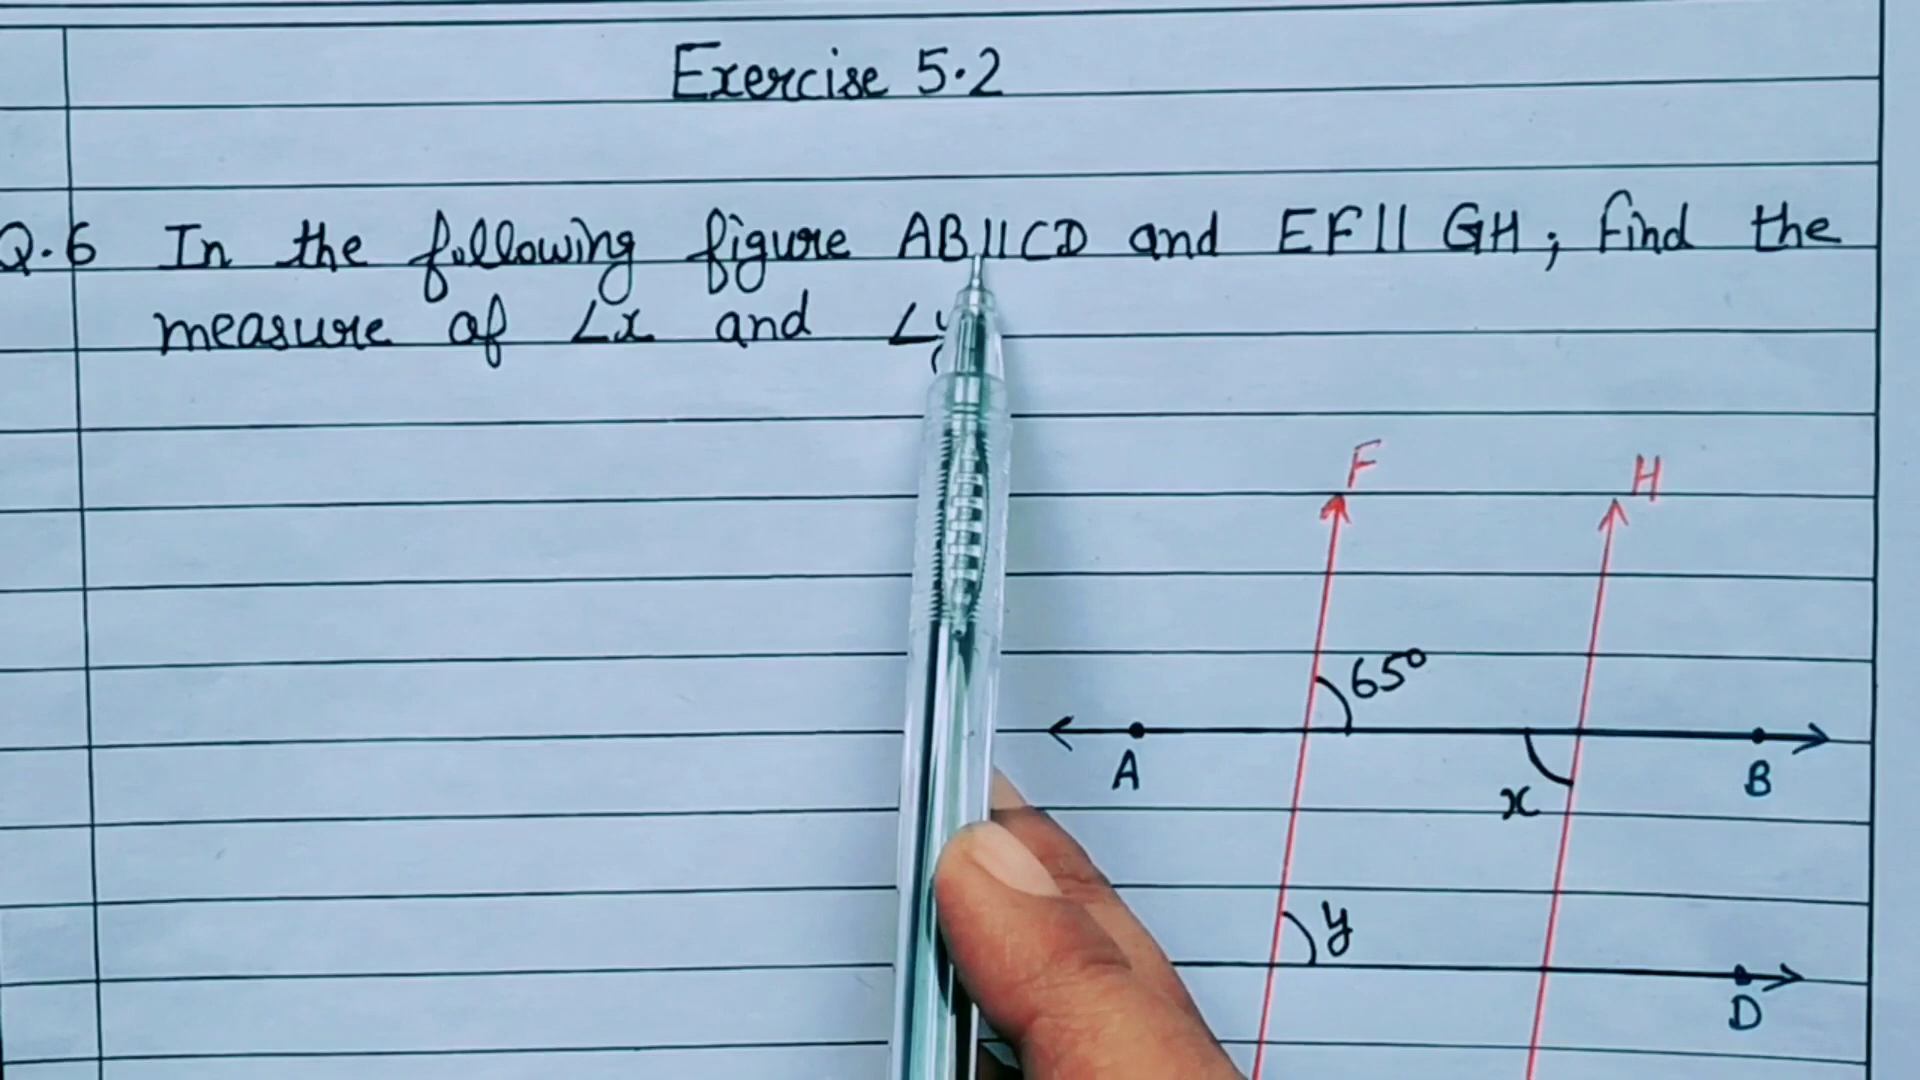 Exercise 5.2
Q.6 In the following figure AB||CD and EF|| GH; find the
measure of ∠x and ∠y
F
H
65°
A
x
B
y
D